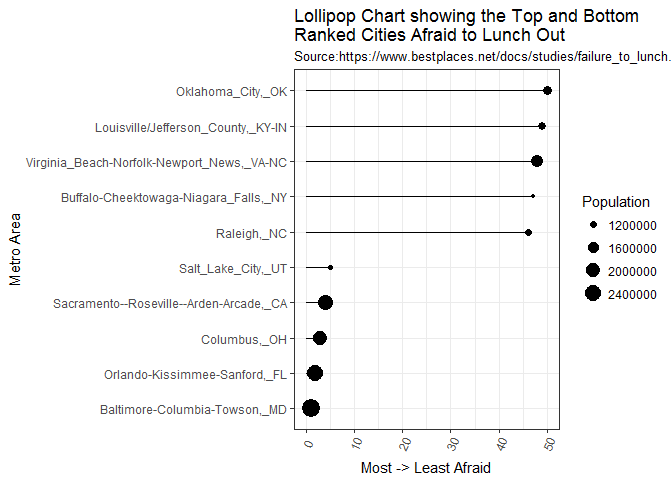 Lollipop Chart showing the Top and Bottom
Ranked Cities Afraid to Lunch Out
Source:https://www.bestplaces.net/docs/studies/failure_to_lunch.
Metro Area
Oklahoma_City,_OK
Louisville/Jefferson_County,_KY-IN
Virginia_Beach-Norfolk-Newport_News,_VA-NC
Buffalo-Cheektowaga-Niagara_Falls,_NY
Raleigh,_NC
Salt_Lake_City,_UT
Sacramento--Roseville--Arden-Arcade,_CA
Columbus,_OH
Orlando-Kissimmee-Sanford,_FL
Baltimore-Columbia-Towson,_MD
0 10 20 30 40 50
Most -> Least Afraid
Population
1200000
1600000
2000000
2400000